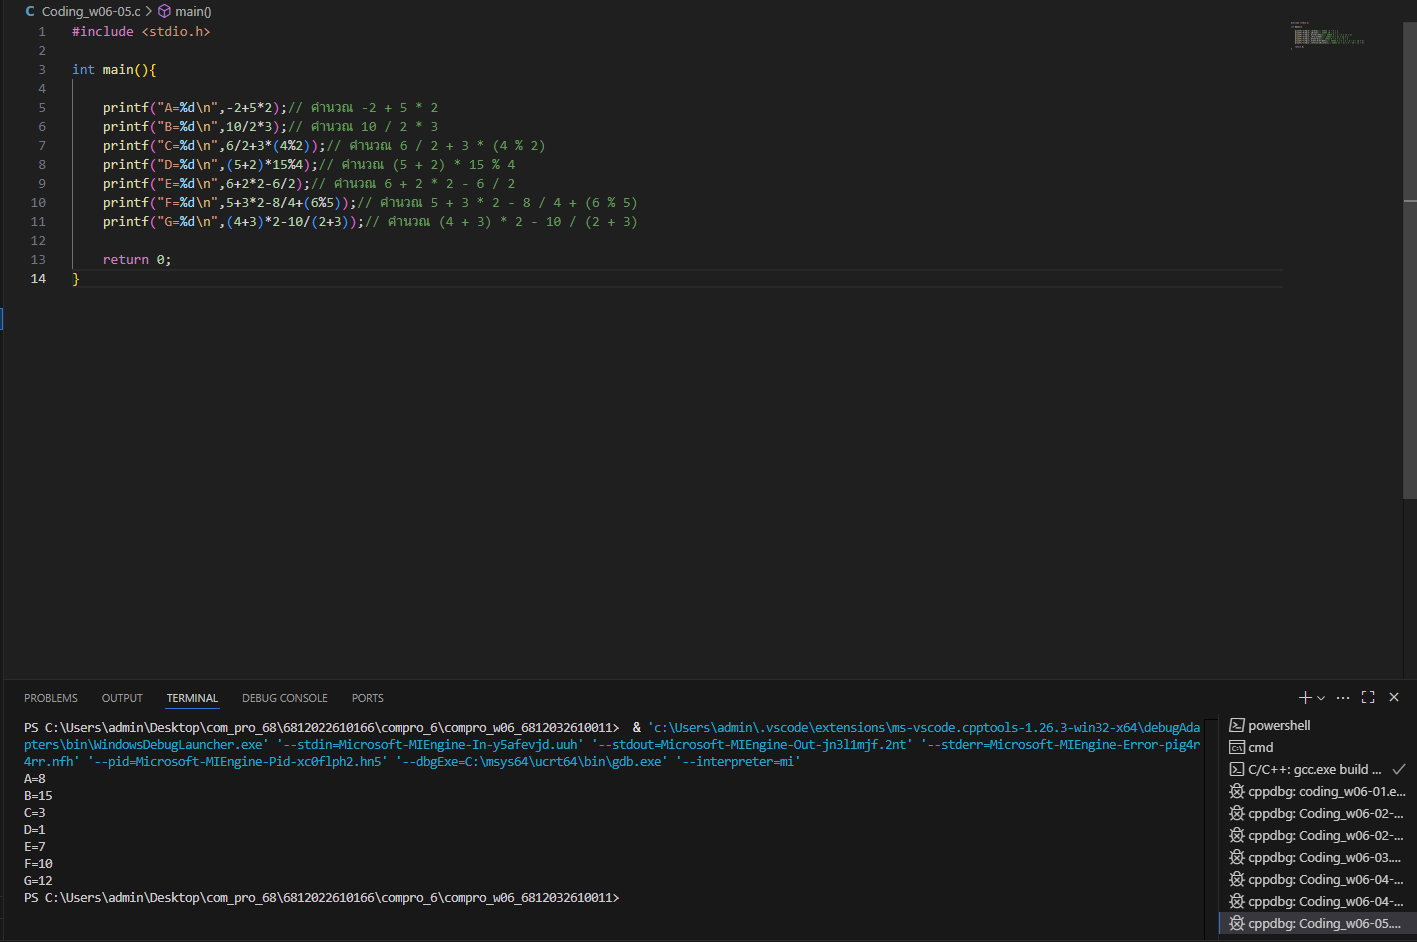 Coding_w06-05.c > main()
1 #include <stdio.h>
2
3 int main(){
4
5 printf("A=%d\n",-2+5*2);// คำนวณ -2 + 5 * 2
6 printf("B=%d\n",10/2*3);// คำนวณ 10 / 2 * 3
7 printf("C=%d\n",6/2+3*(4%2));// คำนวณ 6 / 2 + 3 * (4 % 2)
8 printf("D=%d\n",(5+2)*15%4);// คำนวณ (5 + 2) * 15 % 4
9 printf("E=%d\n",6+2*2-6/2);// คำนวณ 6 + 2 * 2 - 6 / 2
10 printf("F=%d\n",5+3*2-8/4+(6%5));// คำนวณ 5 + 3 * 2 - 8 / 4 + (6 % 5)
11 printf("G=%d\n",(4+3)*2-10/(2+3));// คำนวณ (4 + 3) * 2 - 10 / (2 + 3)
12
13 return 0;
14 }
PROBLEMS OUTPUT TERMINAL DEBUG CONSOLE PORTS
PS C:\Users\admin\Desktop\com_pro_68\6812022610166\compro_6\compro_w06_6812032610011> & 'c:\Users\admin\.vscode\extensions\ms-vscode.cpptools-1.26.3-win32-x64\debugAda
pters\bin\WindowsDebugLauncher.exe' '--stdin=Microsoft-MIEngine-In-y5afevjd.uuh' '--stdout=Microsoft-MIEngine-Out-jn3l1mjf.2nt' '--stderr=Microsoft-MIEngine-Error-pig4r
4rr.nfh' '--pid=Microsoft-MIEngine-Pid-xc0flph2.hn5' '--dbgExe=C:\msys64\ucrt64\bin\gdb.exe' '--interpreter=mi'
A=8
B=15
C=3
D=1
E=7
F=10
G=12
PS C:\Users\admin\Desktop\com_pro_68\6812022610166\compro_6\compro_w06_6812032610011>
powershell
cmd
C/C++: gcc.exe build ...
cppdbg: coding_w06-01.e...
cppdbg: Coding_w06-02-...
cppdbg: Coding_w06-02-...
cppdbg: Coding_w06-03....
cppdbg: Coding_w06-04-...
cppdbg: Coding_w06-04-...
cppdbg: Coding_w06-05....